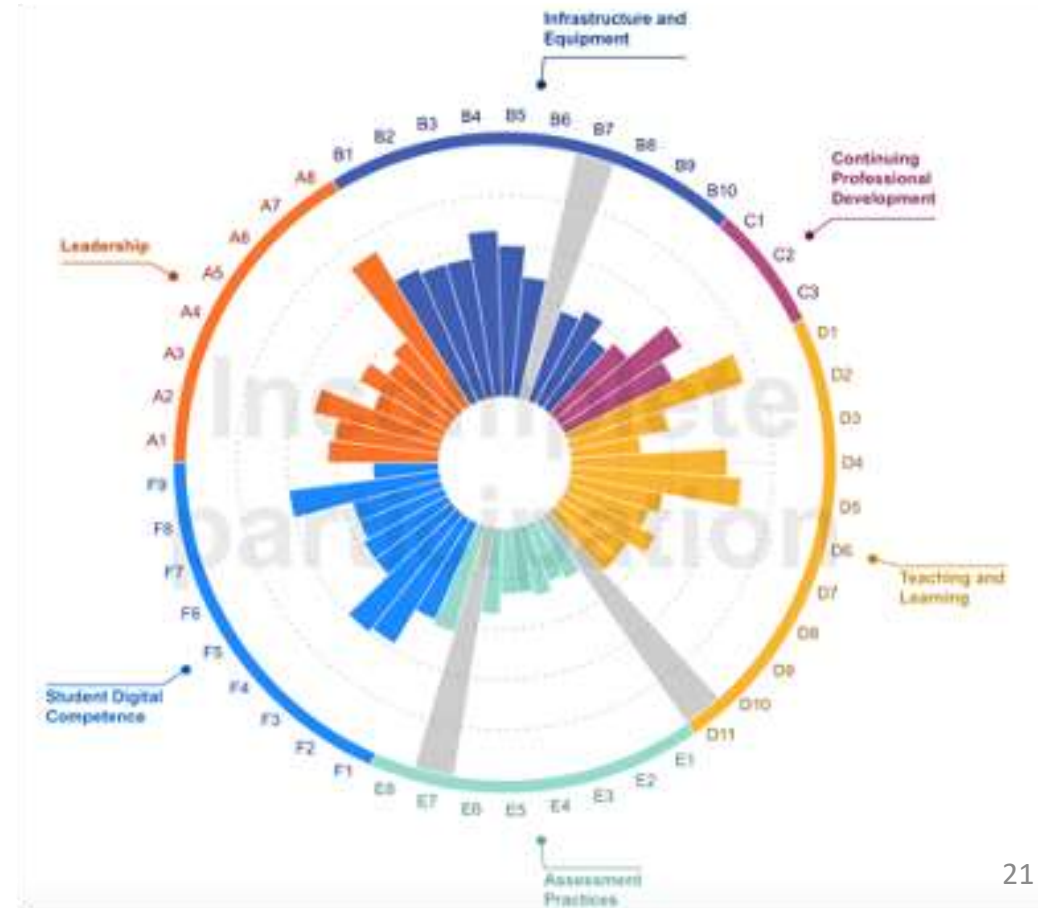 Infrastructure and
Equipment
Continuing
Professional
Development
Teaching and
Learning
Assessment
Practices
Student Digital
Competence
Leadership
A1
A2
A3
A4
A5
A6
A7
A8
B1
B2
B3
B4
B5
B6
B7
B8
B9
B10
C1
C2
C3
D1
D2
D3
D4
D5
D6
D7
D8
D9
D10
D11
E1
E2
E3
E4
E5
E6
E7
E8
F1
F2
F3
F4
F5
F6
F7
F8
F9
Incomplete
participation
21